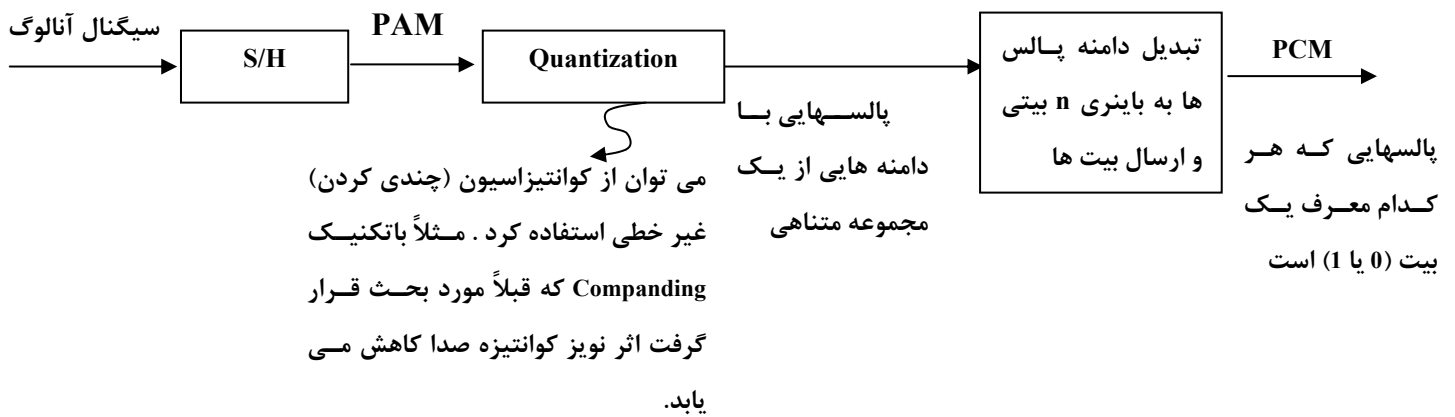 سیگنال آنالوگ
S/H
PAM
Quantization
می توان از کوانتیزاسیون (چندی کردن)
غیر خطی استفاده کرد . مثلاً باتکنیک
Companding که قبلاً مورد بحث قرار
گرفت اثر نویز کوانتیزه صدا کاهش می
یابد.
پالسهایی با
دامنه هایی از یک
مجموعه متناهی
تبدیل دامنه پالس
ها به باینری n بیتی
و ارسال بیت ها
PCM
پالسهایی که هر
کدام معرف یک
بیت (0 یا 1) است